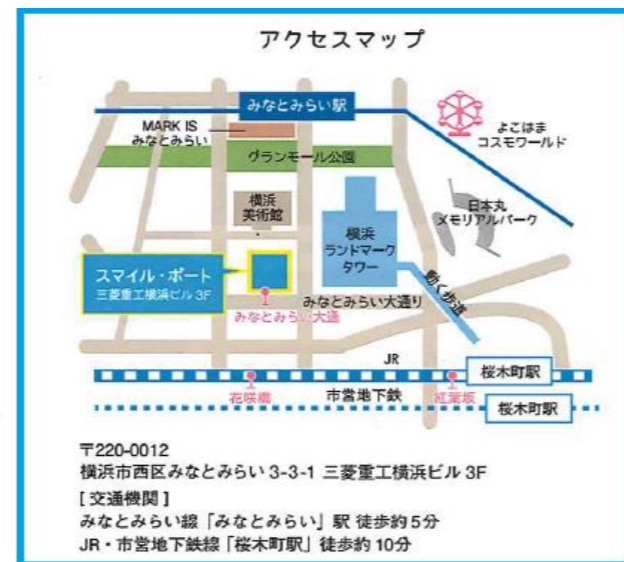 アクセスマップ
みなとみらい駅
MARK IS
みなとみらい
グランモール公園
よこはま
コスモワールド
横浜
美術館
日本丸
メモリアルパーク
横浜
ランドマーク
タワー
スマイル・ポート
三菱重工横浜ビル 3F
動く歩道
みなとみらい大通り
みなとみらい大通
JR
桜木町駅
花咲橋
市営地下鉄
紅葉坂
桜木町駅
〒220-0012
横浜市西区みなとみらい 3-3-1 三菱重工横浜ビル 3F
[ 交通機関 ]
みなとみらい線「みなとみらい」駅 徒歩約 5分
JR・市営地下鉄線「桜木町駅」徒歩約 10分